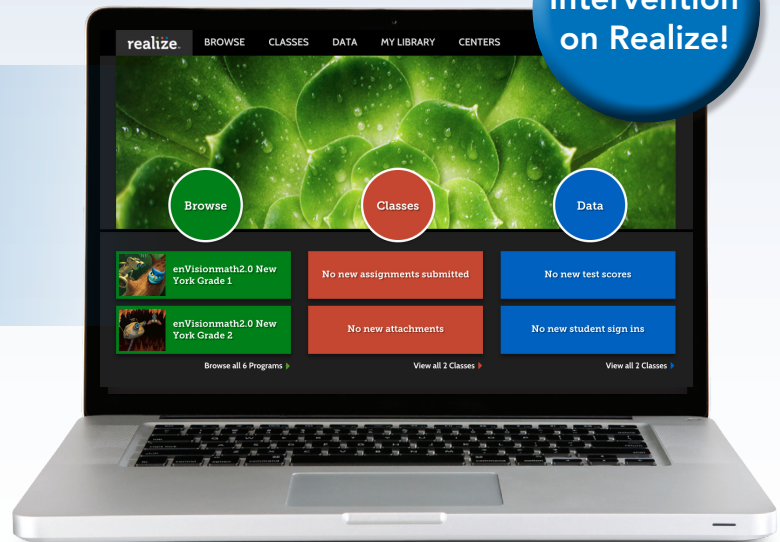 Intervention
on Realize!
realize.
BROWSE
CLASSES
DATA
MY LIBRARY
CENTERS
Browse
Classes
Data
enVisionmath2.0 New
York Grade 1
No new assignments submitted
No new test scores
enVisionmath2.0 New
York Grade 2
No new attachments
No new student sign ins
Browse all 6 Programs
View all 2 Classes
View all 2 Classes